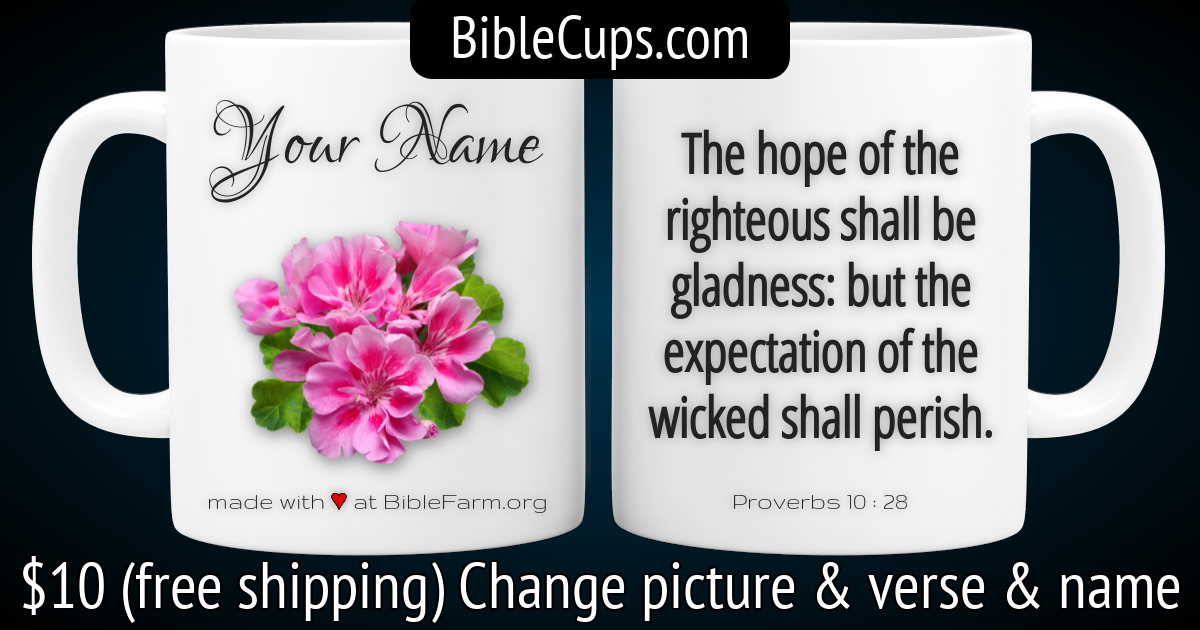 BibleCups.com
Your Name
made with ♥ at BibleFarm.org
The hope of the
righteous shall be
gladness: but the
expectation of the
wicked shall perish.
Proverbs 10 : 28
$10 (free shipping) Change picture & verse & name